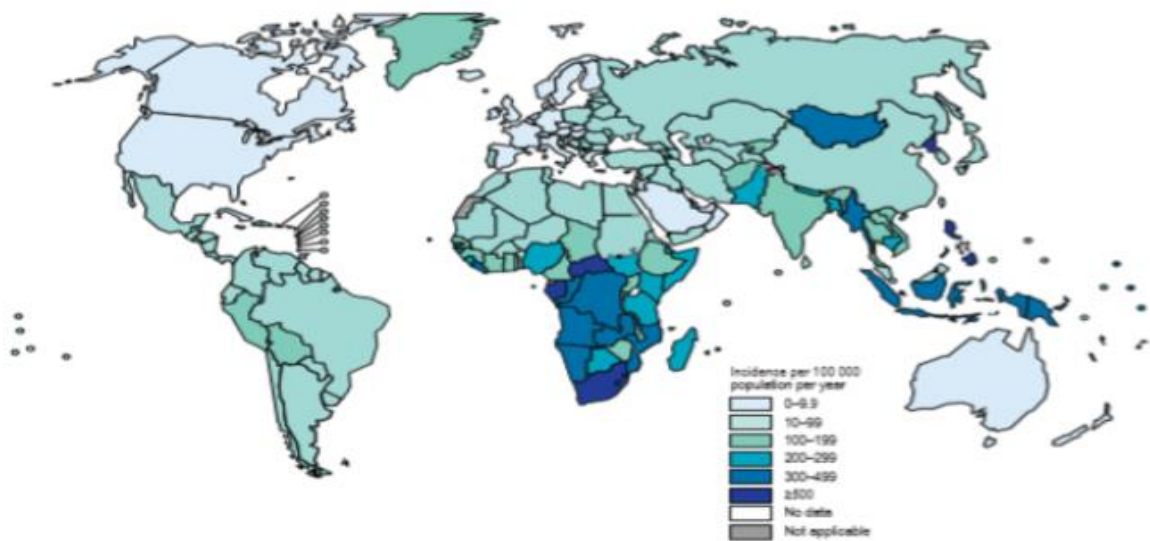 Incidence per 100 000
population per year
0–9.9
10–99
100–199
200–299
300–499
≥500
No data
Not applicable